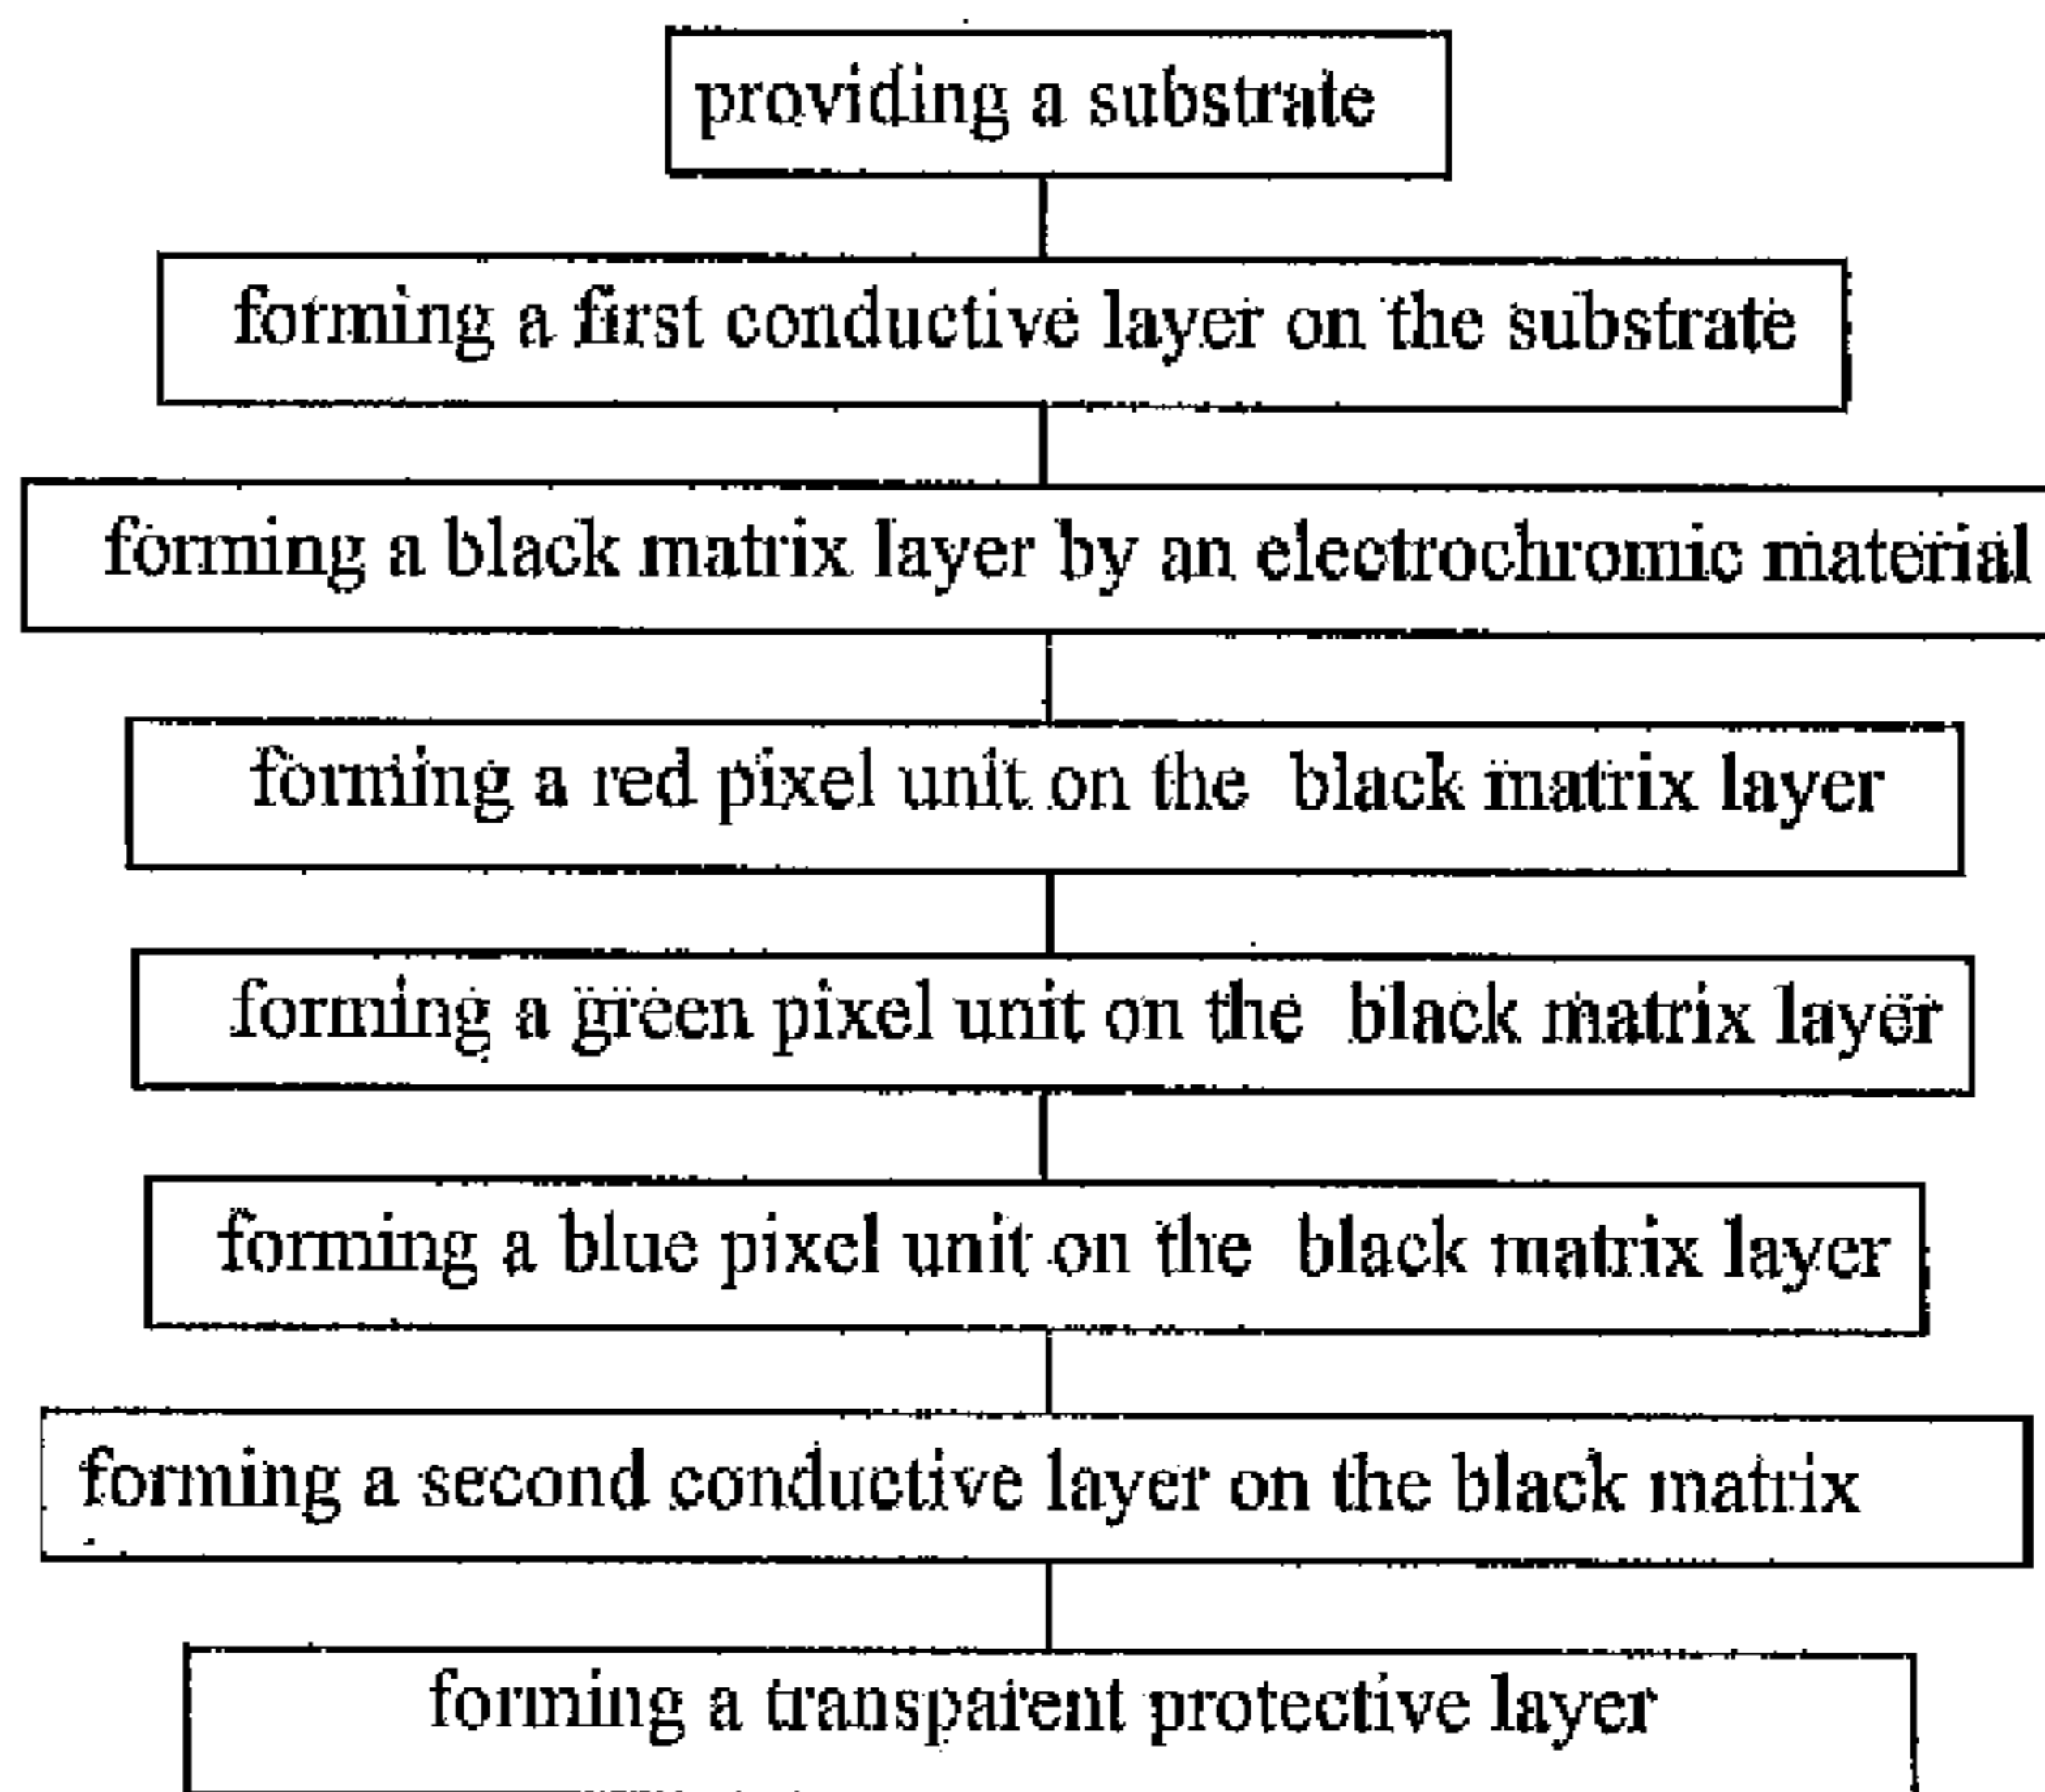 providing a substrate
forming a first conductive layer on the substrate
forming a black matrix layer by an electrochromic material
forming a red pixel unit on the black matrix layer
forming a green pixel unit on the black matrix layer
forming a blue pixel unit on the black matrix layer
forming a second conductive layer on the black matrix
forming a transparent protective layer